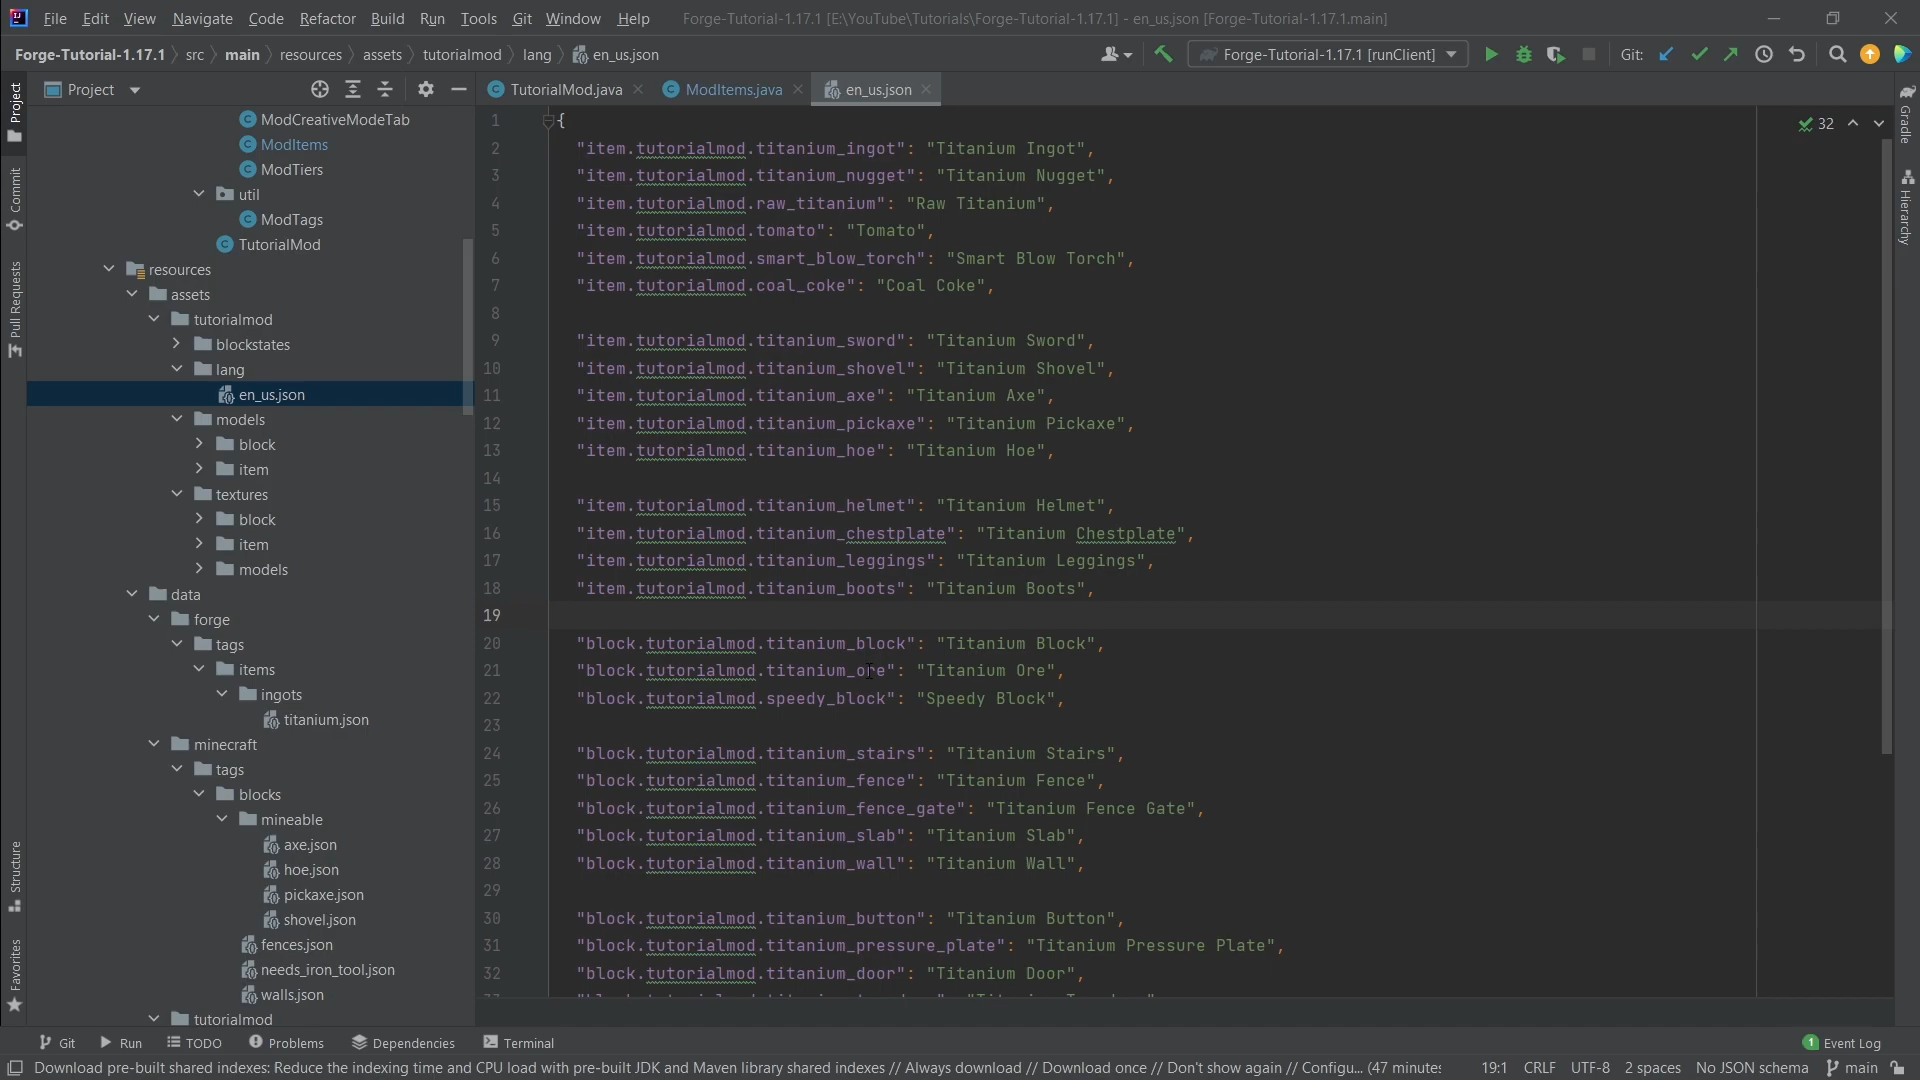 File Edit View Navigate Code Refactor Build Run Tools Git Window Help Forge-Tutorial-1.17.1 [E:\YouTube\Tutorials\Forge-Tutorial-1.17.1] - en_us.json [Forge-Tutorial-1.17.1.main]
Forge-Tutorial-1.17.1 src main resources assets tutorialmod lang en_us.json Forge-Tutorial-1.17.1 [runClient] Git:
Project TutorialMod.java ModItems.java en_us.json
Project
Commit
Pull Requests
Structure
Favorites
ModCreativeModeTab
ModItems
ModTiers
util
ModTags
TutorialMod
resources
assets
tutorialmod
blockstates
lang
en_us.json
models
block
item
textures
block
item
models
data
forge
tags
items
ingots
titanium.json
minecraft
tags
blocks
mineable
axe.json
hoe.json
pickaxe.json
shovel.json
fences.json
needs_iron_tool.json
walls.json
tutorialmod
1 {
2 "item.tutorialmod.titanium_ingot": "Titanium Ingot",
3 "item.tutorialmod.titanium_nugget": "Titanium Nugget",
4 "item.tutorialmod.raw_titanium": "Raw Titanium",
5 "item.tutorialmod.tomato": "Tomato",
6 "item.tutorialmod.smart_blow_torch": "Smart Blow Torch",
7 "item.tutorialmod.coal_coke": "Coal Coke",
8
9 "item.tutorialmod.titanium_sword": "Titanium Sword",
10 "item.tutorialmod.titanium_shovel": "Titanium Shovel",
11 "item.tutorialmod.titanium_axe": "Titanium Axe",
12 "item.tutorialmod.titanium_pickaxe": "Titanium Pickaxe",
13 "item.tutorialmod.titanium_hoe": "Titanium Hoe",
14
15 "item.tutorialmod.titanium_helmet": "Titanium Helmet",
16 "item.tutorialmod.titanium_chestplate": "Titanium Chestplate",
17 "item.tutorialmod.titanium_leggings": "Titanium Leggings",
18 "item.tutorialmod.titanium_boots": "Titanium Boots",
19
20 "block.tutorialmod.titanium_block": "Titanium Block",
21 "block.tutorialmod.titanium_ore": "Titanium Ore",
22 "block.tutorialmod.speedy_block": "Speedy Block",
23
24 "block.tutorialmod.titanium_stairs": "Titanium Stairs",
25 "block.tutorialmod.titanium_fence": "Titanium Fence",
26 "block.tutorialmod.titanium_fence_gate": "Titanium Fence Gate",
27 "block.tutorialmod.titanium_slab": "Titanium Slab",
28 "block.tutorialmod.titanium_wall": "Titanium Wall",
29
30 "block.tutorialmod.titanium_button": "Titanium Button",
31 "block.tutorialmod.titanium_pressure_plate": "Titanium Pressure Plate",
32 "block.tutorialmod.titanium_door": "Titanium Door",
32
Gradle
Hierarchy
Git Run TODO Problems Dependencies Terminal 1 Event Log
Download pre-built shared indexes: Reduce the indexing time and CPU load with pre-built JDK and Maven library shared indexes // Always download // Download once // Don't show again // Configu... (47 minutes 19:1 CRLF UTF-8 2 spaces No JSON schema main